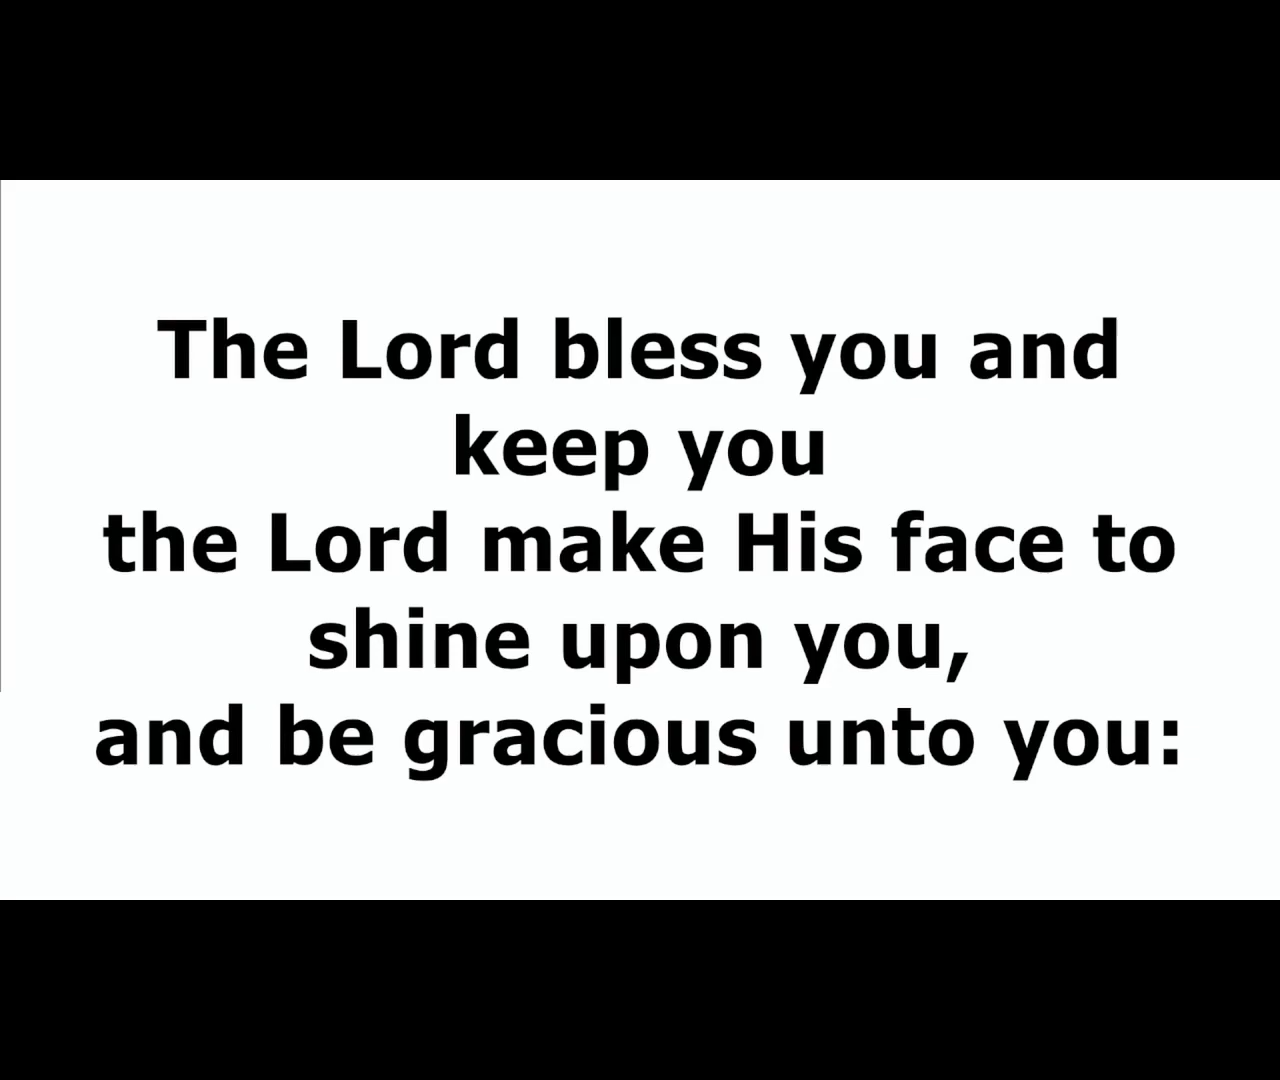 The Lord bless you and
keep you
the Lord make His face to
shine upon you,
and be gracious unto you: